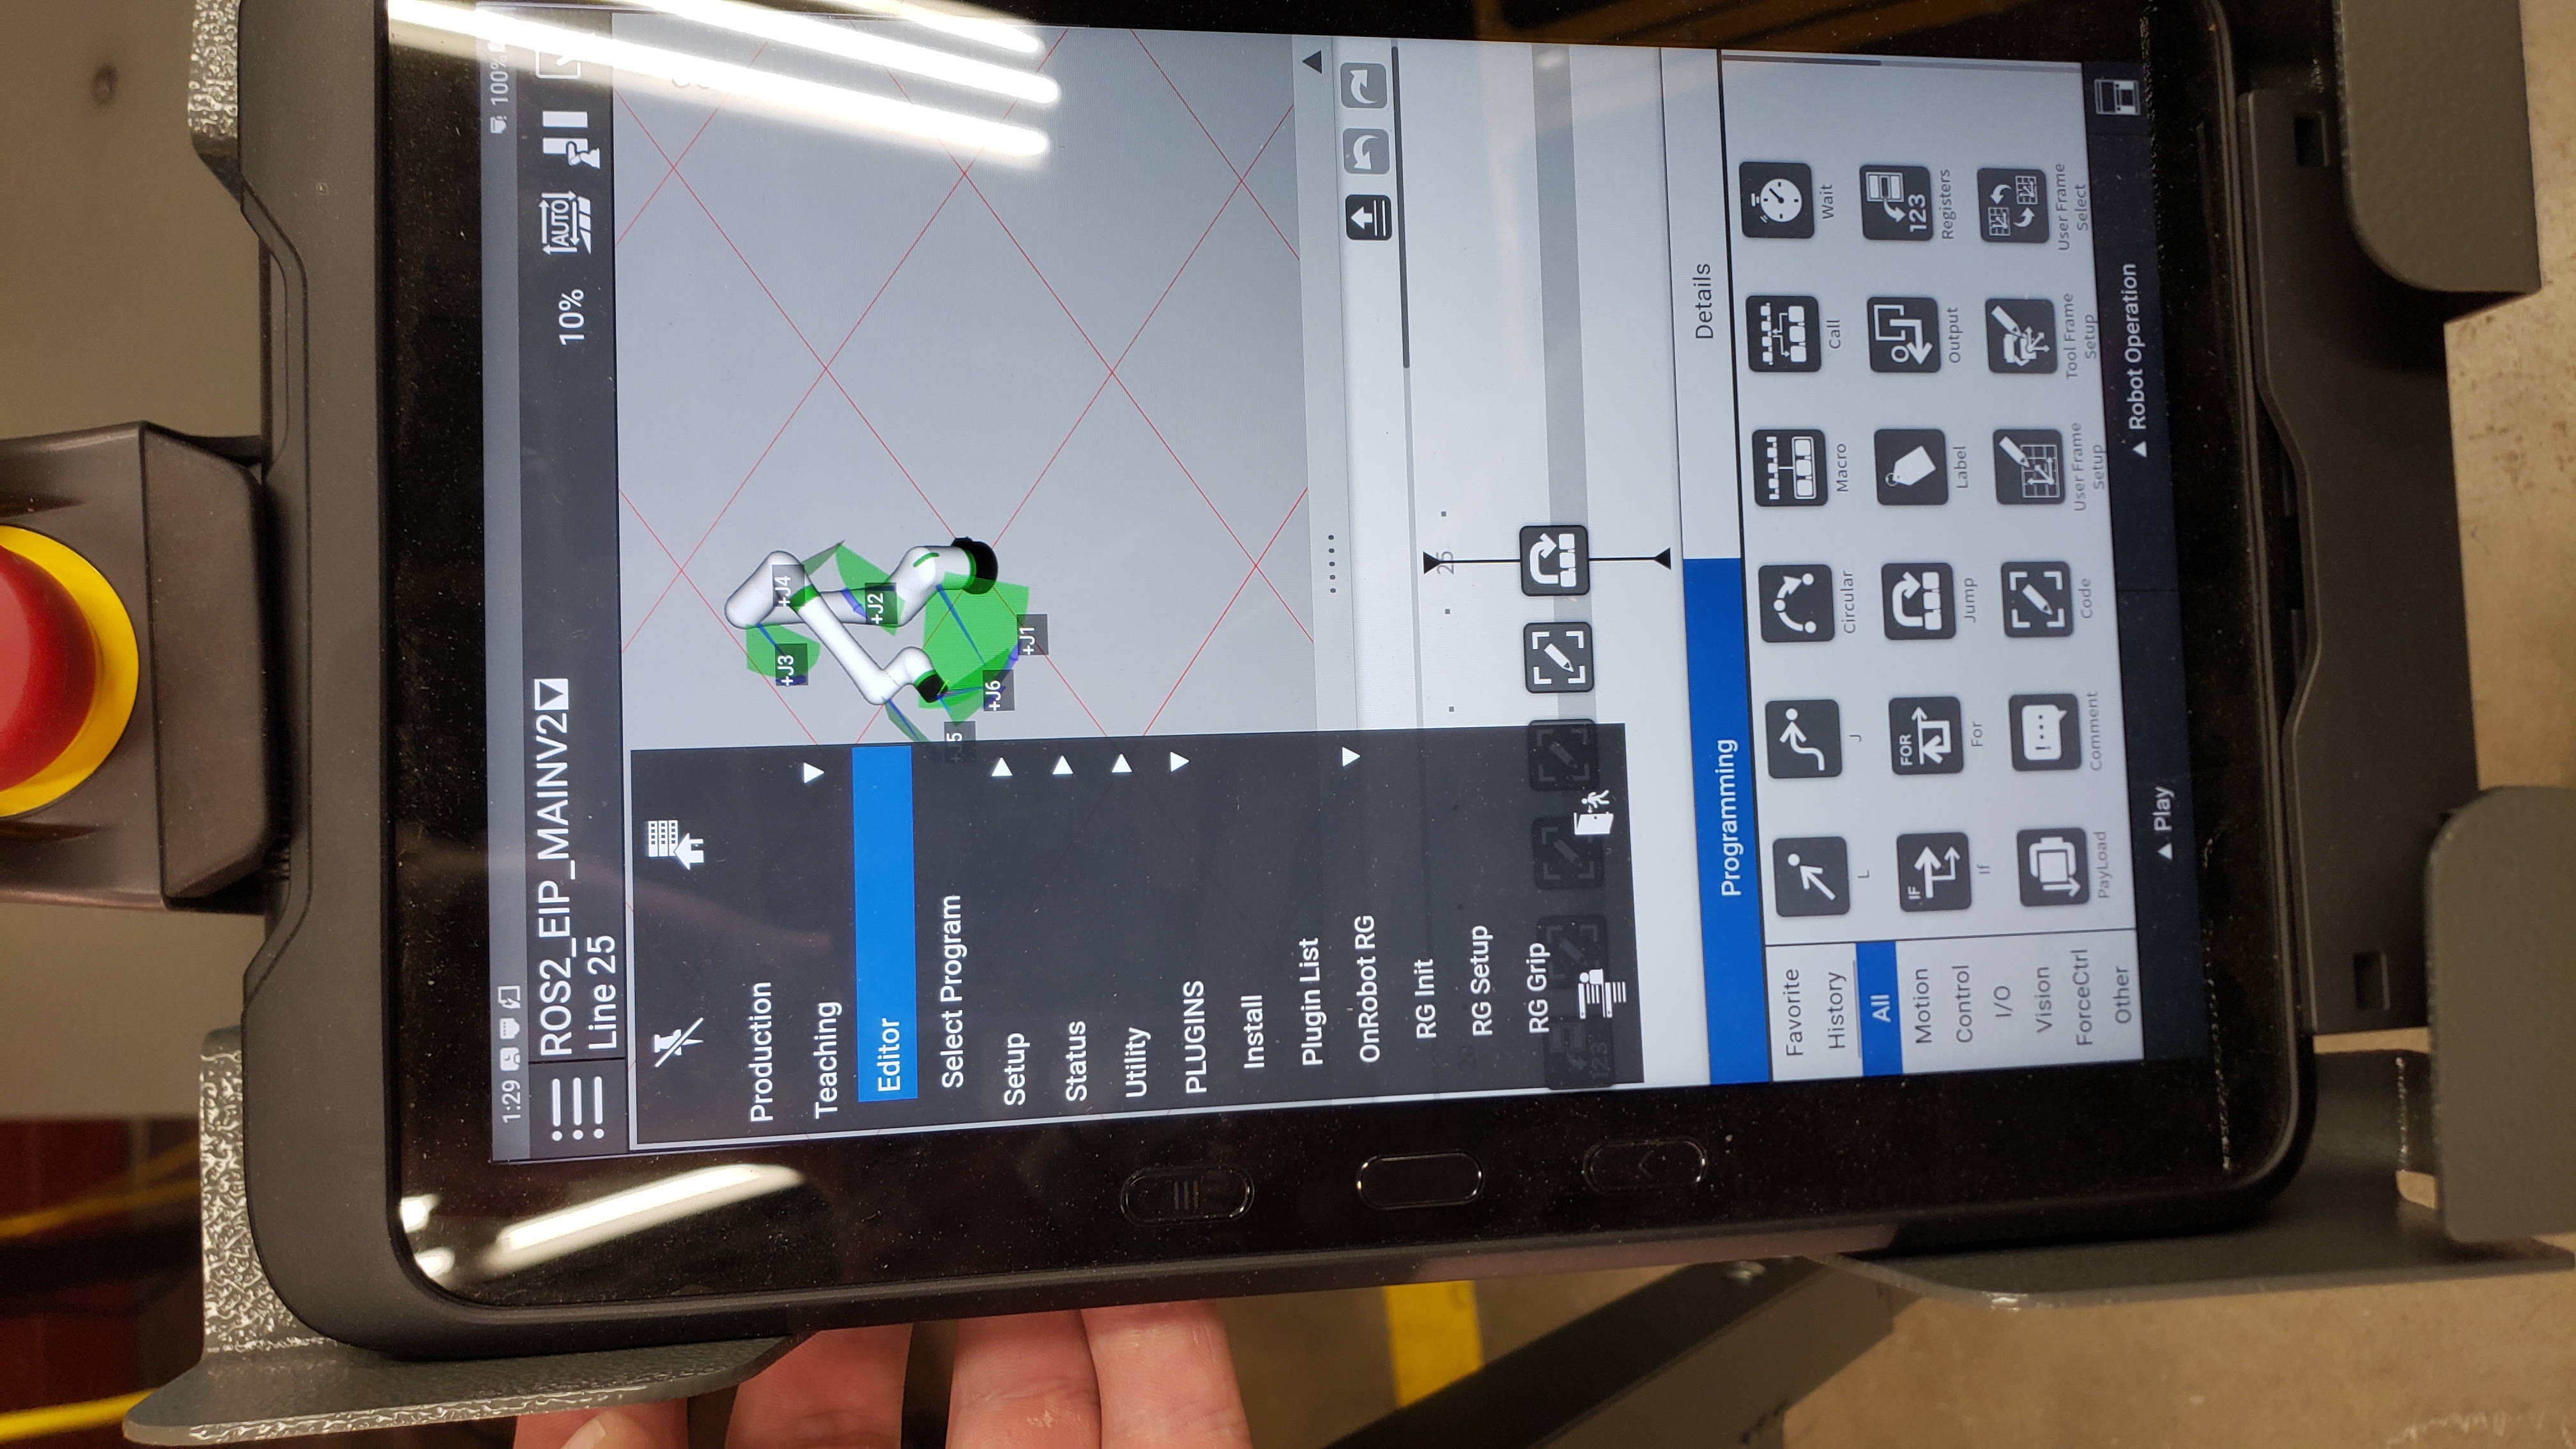 1:29
100%
ROS2_EIP_MAINV2
Line 25
10%
AUTO
Production
Teaching
Editor
Select Program
Setup
Status
Utility
PLUGINS
Install
Plugin List
OnRobot RG
RG Init
RG Setup
RG Grip
+J3
+J4
+J2
J5
+J6
+J1
20
25
123
Programming
Details
Favorite
History
All
Motion
Control
I/O
Vision
ForceCtrl
Other
L
J
Circular
Macro
Call
Wait
IF
FOR
123
If
For
Jump
Label
Output
Registers
PayLoad
Comment
Code
User Frame
Setup
Tool Frame
Setup
User Frame
Select
Play
Robot Operation